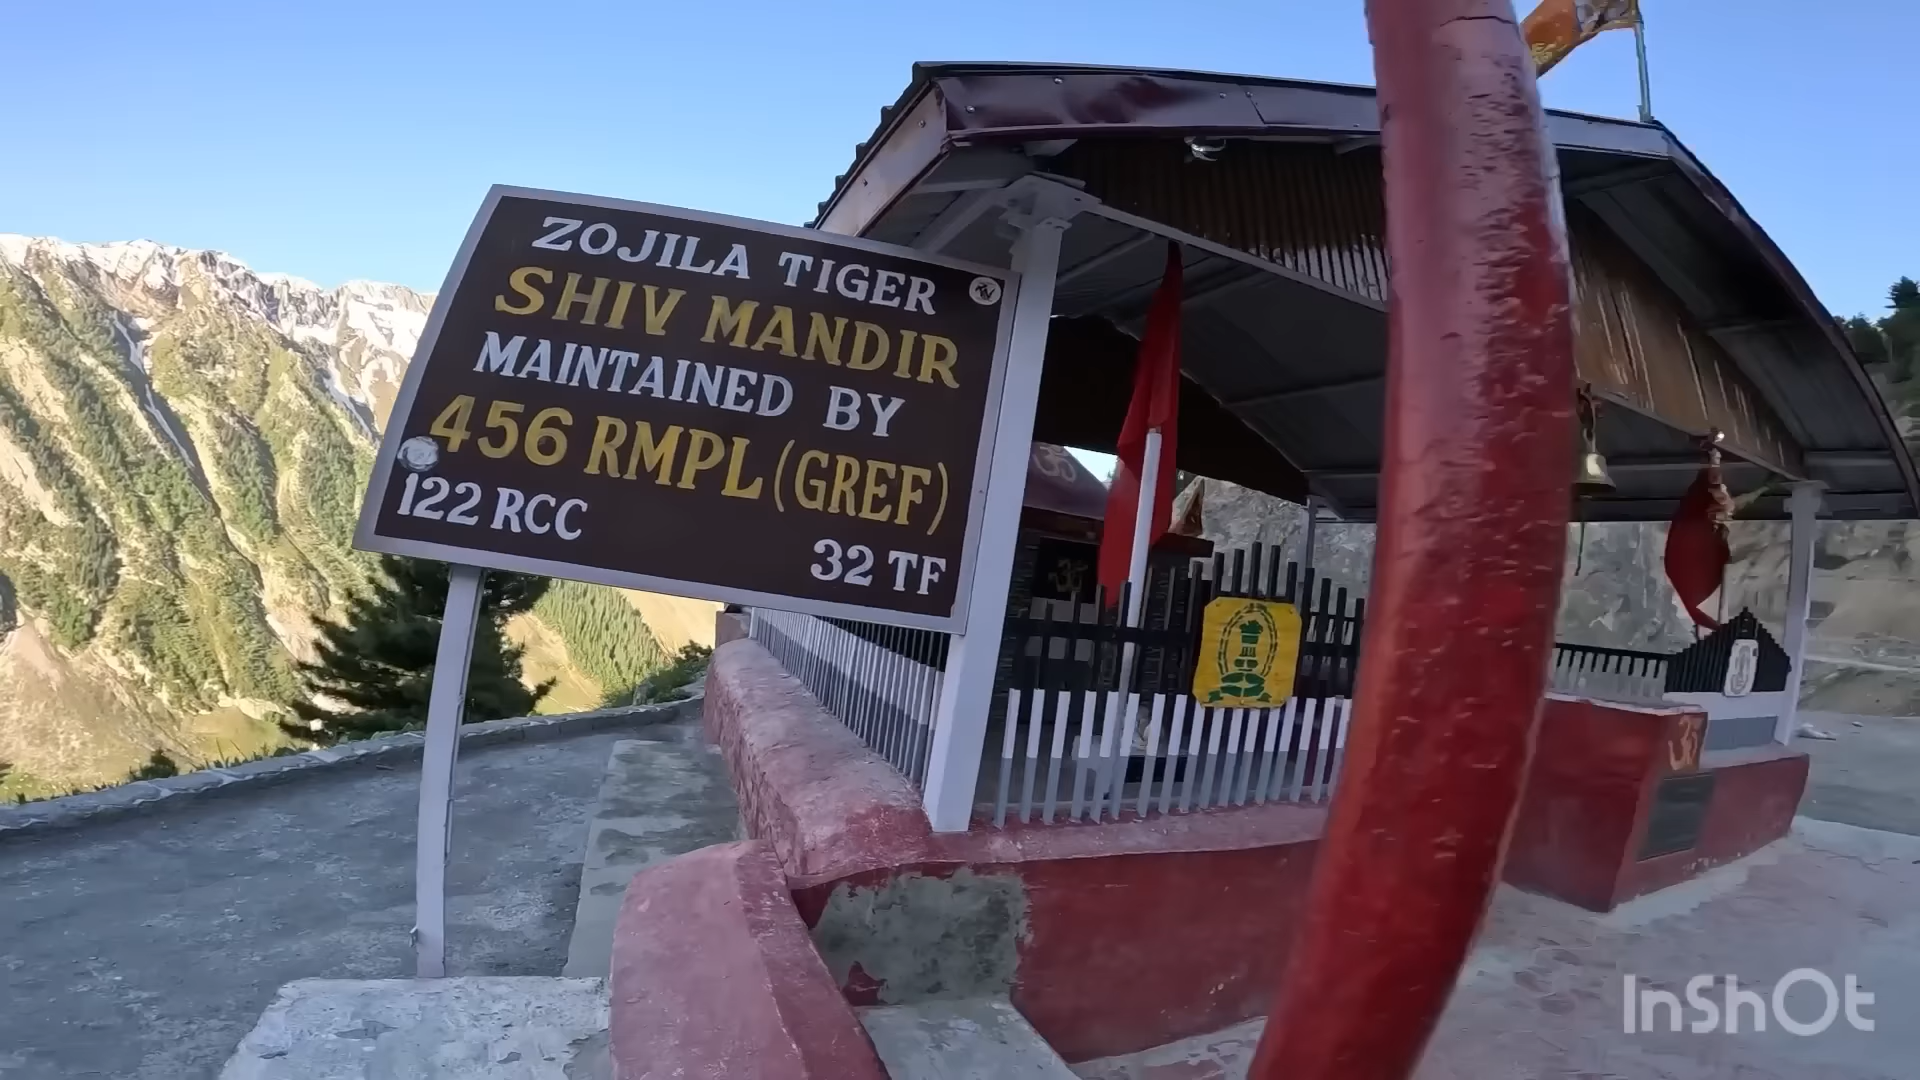 ZOJILA TIGER
SHIV MANDIR
MAINTAINED BY
456 RMPL (GREF)
122 RCC
32 TF
ॐ
ॐ
ॐ
InShOt